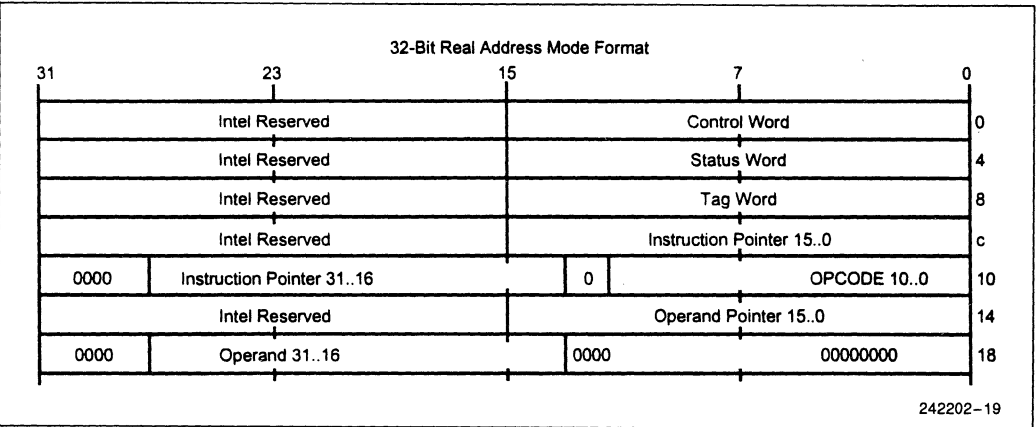 32-Bit Real Address Mode Format
31 23 15 7 0
Intel Reserved Control Word 0
Intel Reserved Status Word 4
Intel Reserved Tag Word 8
Intel Reserved Instruction Pointer 15..0 c
0000 Instruction Pointer 31..16 0 OPCODE 10..0 10
Intel Reserved Operand Pointer 15..0 14
0000 Operand 31..16 0000 00000000 18
242202-19